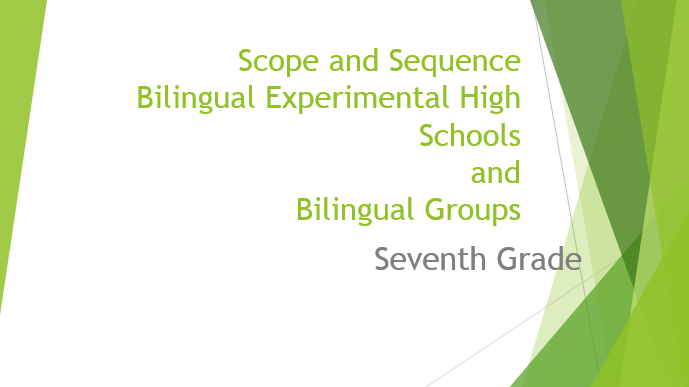 Scope and Sequence
Bilingual Experimental High
Schools
and
Bilingual Groups
Seventh Grade